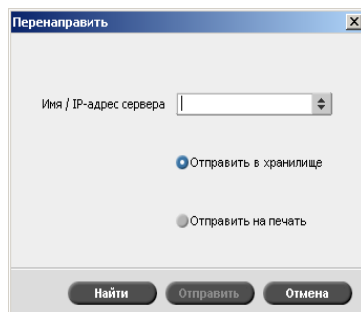 Перенаправить
Имя / IP-адрес сервера
Отправить в хранилище
Отправить на печать
Найти Отправить Отмена